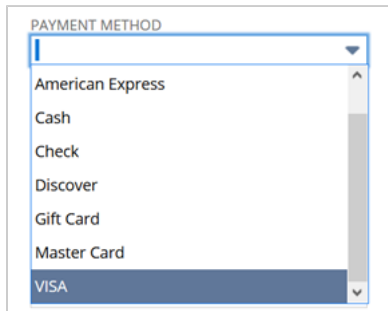 PAYMENT METHOD
American Express
Cash
Check
Discover
Gift Card
Master Card
VISA